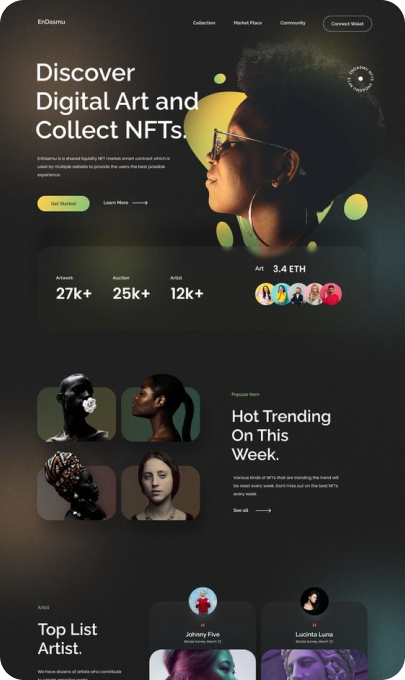 EnDasmu
Collection Market Place Community Connect Wallet
Discover
Digital Art and
Collect NFTs.
EnDasmu is a shared liquidity NFT market smart contract which is
used by multiple website to provide the users the best possible
experience.
Get Started
Learn More
Artwork Auction Artist
27k+ 25k+ 12k+
Art 3.4 ETH
Popular Item
Hot Trending
On This
Week.
Various kinds of NFTs that are trending the trend will
be reset every week. Dont miss out on the best NFTs
every week.
See all
Artist
Top List
Artist.
We have dozens of artists who contribute
Johnny Five
Lucinta Luna